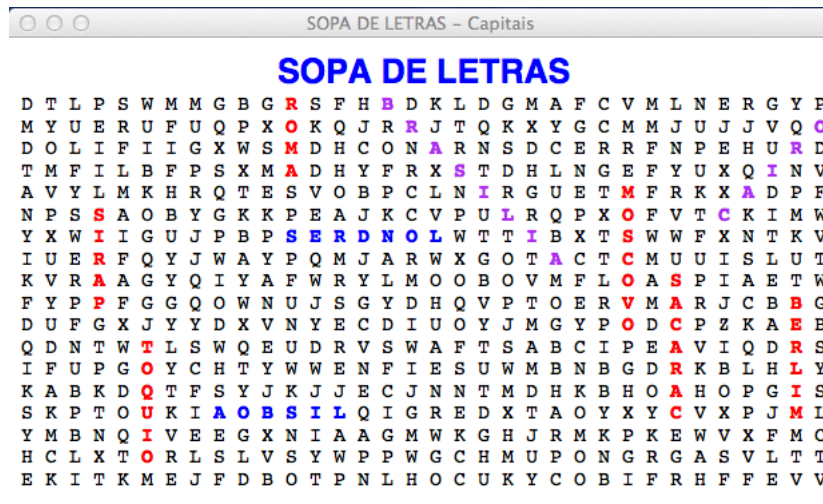 SOPA DE LETRAS – Capitais
SOPA DE LETRAS
D T L P S W M M G B G R S F H B D K L D G M A F C V M L N E R G Y P
M Y U E R U F U Q P X O K Q J R R J T Q K X Y G C M M J U J J V Q O
D O L I F I I G X W S M D H C O N A R N S D C E R R F N P E H U R D
T M F I L B F P S X M A D H Y F R X S T D H L N G E F Y U X Q I N V
A V Y L M K H R Q T E S V O B P C L N I R G U E T M F R K X A D P F
N P S S A O B Y G K K P E A J K C V P U L R Q P X O F V T C K I M W
Y X W I I G U J P B P S E R D N O L W T T I B X T S W W F X N T K V
I U E R F Q Y J W A Y P Q M J A R W X G O T A C T C M U U I S L U T
K V R A A G Y Q I Y A F W R Y L M O O B O V M F L O A S P I A E T W
F Y P P F G G Q O W N U J S G Y D H Q V P T O E R V M A R J C B B G
D U F G X J Y Y D X V N Y E C D I U O Y J M G Y P O D C P Z K A E B
Q D N T W T L S W Q E U D R V S W A F T S A B C I P E A V I Q D R S
I F U P G O Y C H T Y W W E N F I E S U W M B N B G D R K B L H L Y
K A B K D Q T F S Y J K J J E C J N N T M D H K B H O A H O P G I S
S K P T O U K I A O B S I L Q I G R E D X T A O Y X Y C V X P J M L
Y M B N Q I V E E G X N I A A G M W K G H J R M K P K E W V X F M C
H C L X T O R L S L V S Y W P P W G C H M U P O N G R G A S V L T T
E K I T K M E J F D B O T P N L H O C U K Y C O B I F R H F F E V V